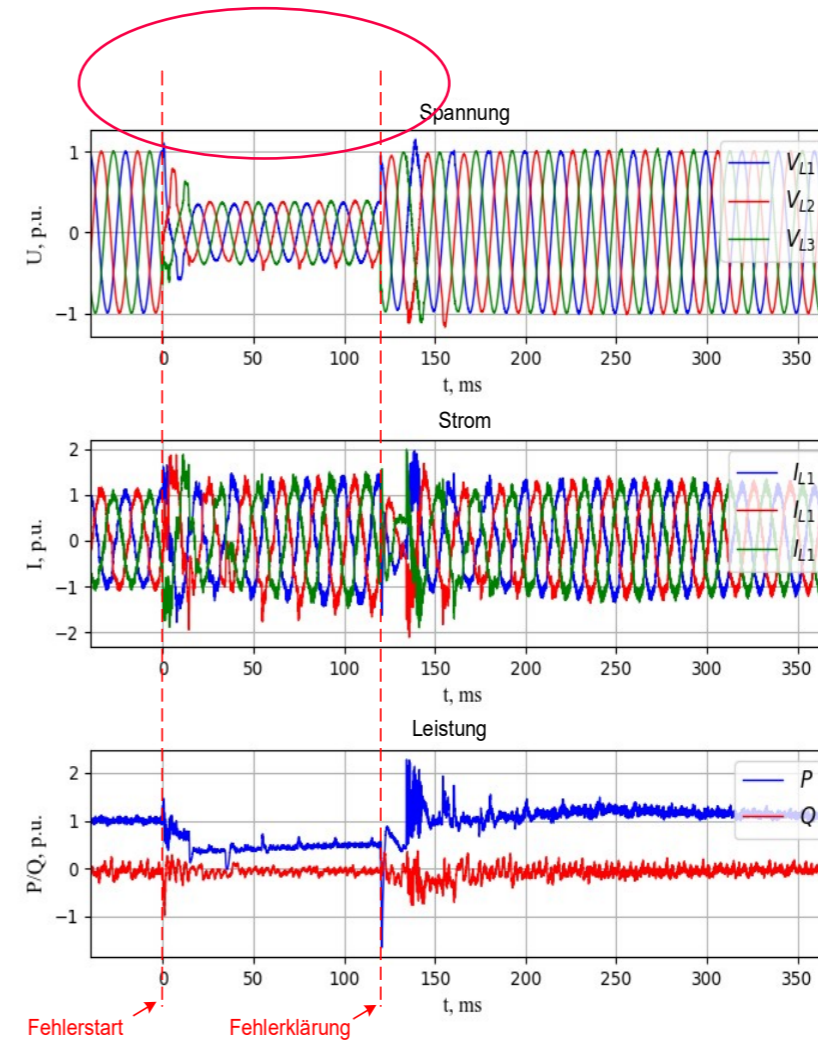 Spannung
1
0
−1
U, p.u.
V_L1
V_L2
V_L3
0 50 100 150 200 250 300 350
t, ms
Strom
2
1
0
−1
−2
I, p.u.
I_L1
I_L1
I_L1
0 50 100 150 200 250 300 350
t, ms
Leistung
2
1
0
−1
P/Q, p.u.
P
Q
0 50 100 150 200 250 300 350
t, ms
Fehlerstart
Fehlerklärung